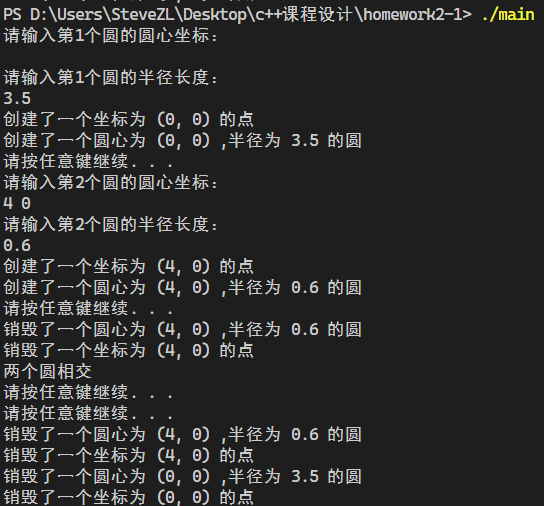 PS D:\Users\SteveZL\Desktop\c++课程设计\homework2-1> ./main
请输入第1个圆的圆心坐标：
请输入第1个圆的半径长度：
3.5
创建了一个坐标为 (0, 0) 的点
创建了一个圆心为 (0, 0) ,半径为 3.5 的圆
请按任意键继续. . .
请输入第2个圆的圆心坐标：
4 0
请输入第2个圆的半径长度：
0.6
创建了一个坐标为 (4, 0) 的点
创建了一个圆心为 (4, 0) ,半径为 0.6 的圆
请按任意键继续. . .
销毁了一个圆心为 (4, 0) ,半径为 0.6 的圆
销毁了一个坐标为 (4, 0) 的点
两个圆相交
请按任意键继续. . .
请按任意键继续. . .
销毁了一个圆心为 (4, 0) ,半径为 0.6 的圆
销毁了一个坐标为 (4, 0) 的点
销毁了一个圆心为 (0, 0) ,半径为 3.5 的圆
销毁了一个坐标为 (0, 0) 的点